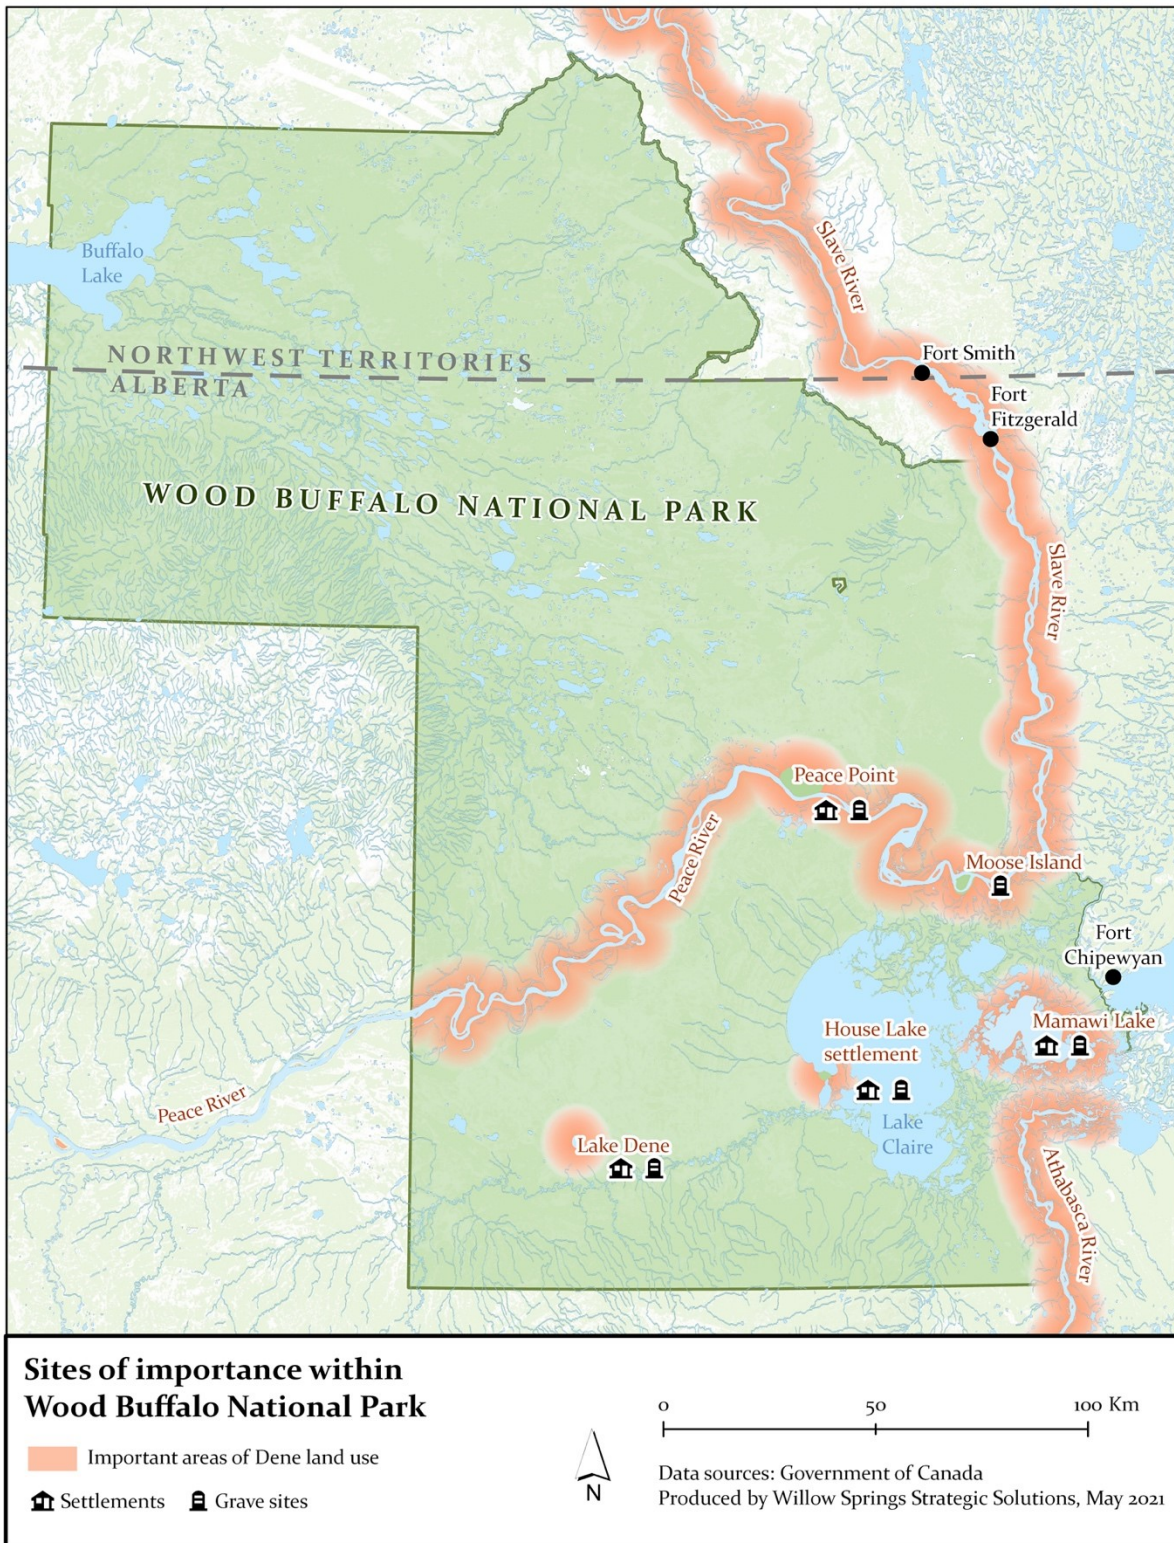 Buffalo
Lake
Slave River
NORTHWEST TERRITORIES
ALBERTA
Fort Smith
Fort
Fitzgerald
WOOD BUFFALO NATIONAL PARK
Slave River
Peace Point
Peace River
Moose Island
Fort
Chipewyan
House Lake
settlement
Mamawi Lake
Peace River
Lake
Claire
Lake Dene
Athabasca River
Sites of importance within
Wood Buffalo National Park
Important areas of Dene land use
Settlements Grave sites
N
0 50 100 Km
Data sources: Government of Canada
Produced by Willow Springs Strategic Solutions, May 2021